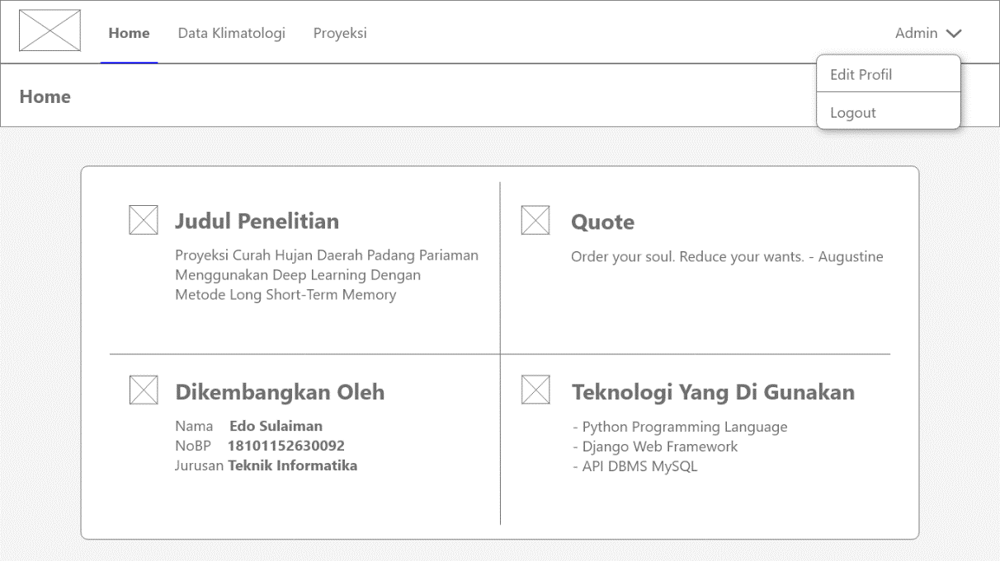 Home
Data Klimatologi
Proyeksi
Admin
Edit Profil
Logout
Home
Judul Penelitian
Proyeksi Curah Hujan Daerah Padang Pariaman
Menggunakan Deep Learning Dengan
Metode Long Short-Term Memory
Quote
Order your soul. Reduce your wants. - Augustine
Dikembangkan Oleh
Nama Edo Sulaiman
NoBP 18101152630092
Jurusan Teknik Informatika
Teknologi Yang Di Gunakan
- Python Programming Language
- Django Web Framework
- API DBMS MySQL